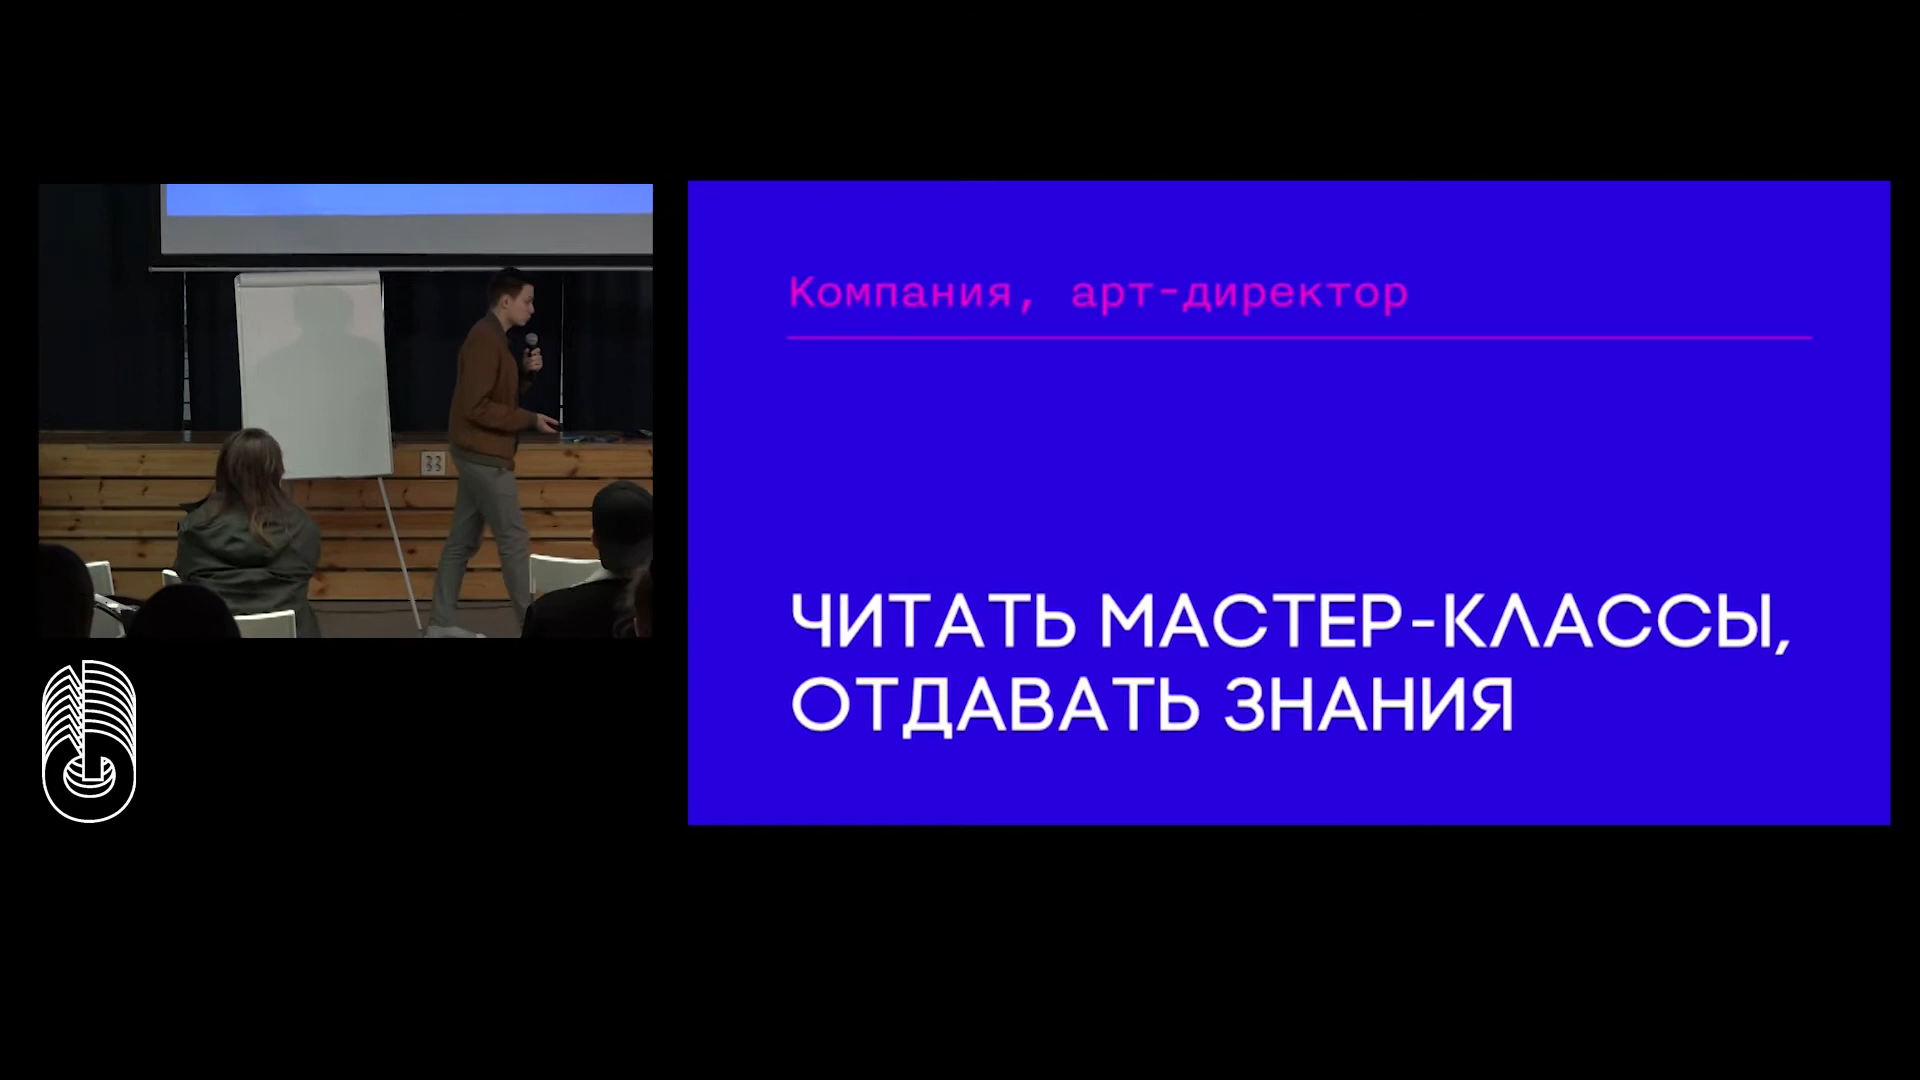 Компания, арт-директор
ЧИТАТЬ МАСТЕР-КЛАССЫ,
ОТДАВАТЬ ЗНАНИЯ